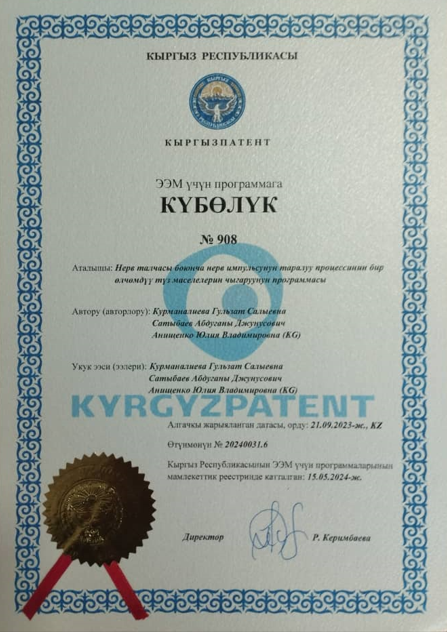 КЫРГЫЗ РЕСПУБЛИКАСЫ
КЫРГЫЗПАТЕНТ
ЭЭМ үчүн программага
КҮБӨЛҮК
№ 908
Аталышы: Нерв талчасы боюнча нерв импульсунун таралуу процессинин бир
өлчөмдүү түз маселелерин чыгаруунун программасы
Автору (авторлору): Курманалиева Гульзат Салыевна
Сатыбаев Абдуганы Джунусович
Анищенко Юлия Владимировна (KG)
Укук ээси (ээлери): Курманалиева Гульзат Салыевна
Сатыбаев Абдуганы Джунусович
Анищенко Юлия Владимировна (KG)
KYRGYZPATENT
Алгачкы жарыяланган датасы, орду: 21.09.2023-ж., KZ
Өтүнмөнүн № 20240031.6
Кыргыз Республикасынын ЭЭМ үчүн программаларынын
мамлекеттик реестринде катталган: 15.05.2024-ж.
Директор
Р. Керимбаева